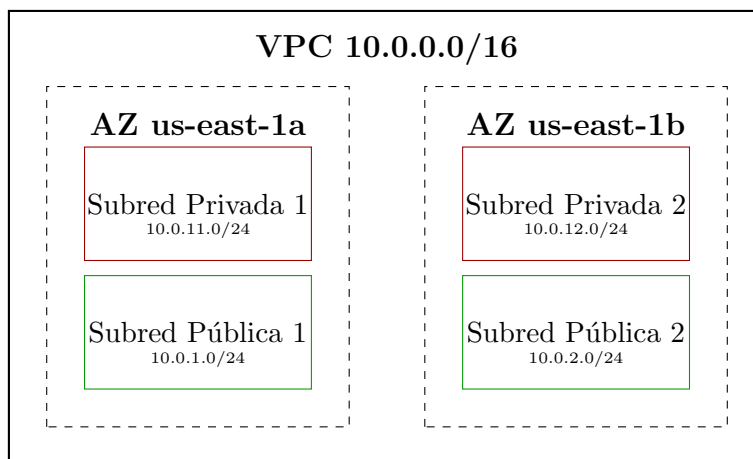 VPC 10.0.0.0/16
AZ us-east-1a
Subred Privada 1
10.0.11.0/24
Subred Pública 1
10.0.1.0/24
AZ us-east-1b
Subred Privada 2
10.0.12.0/24
Subred Pública 2
10.0.2.0/24